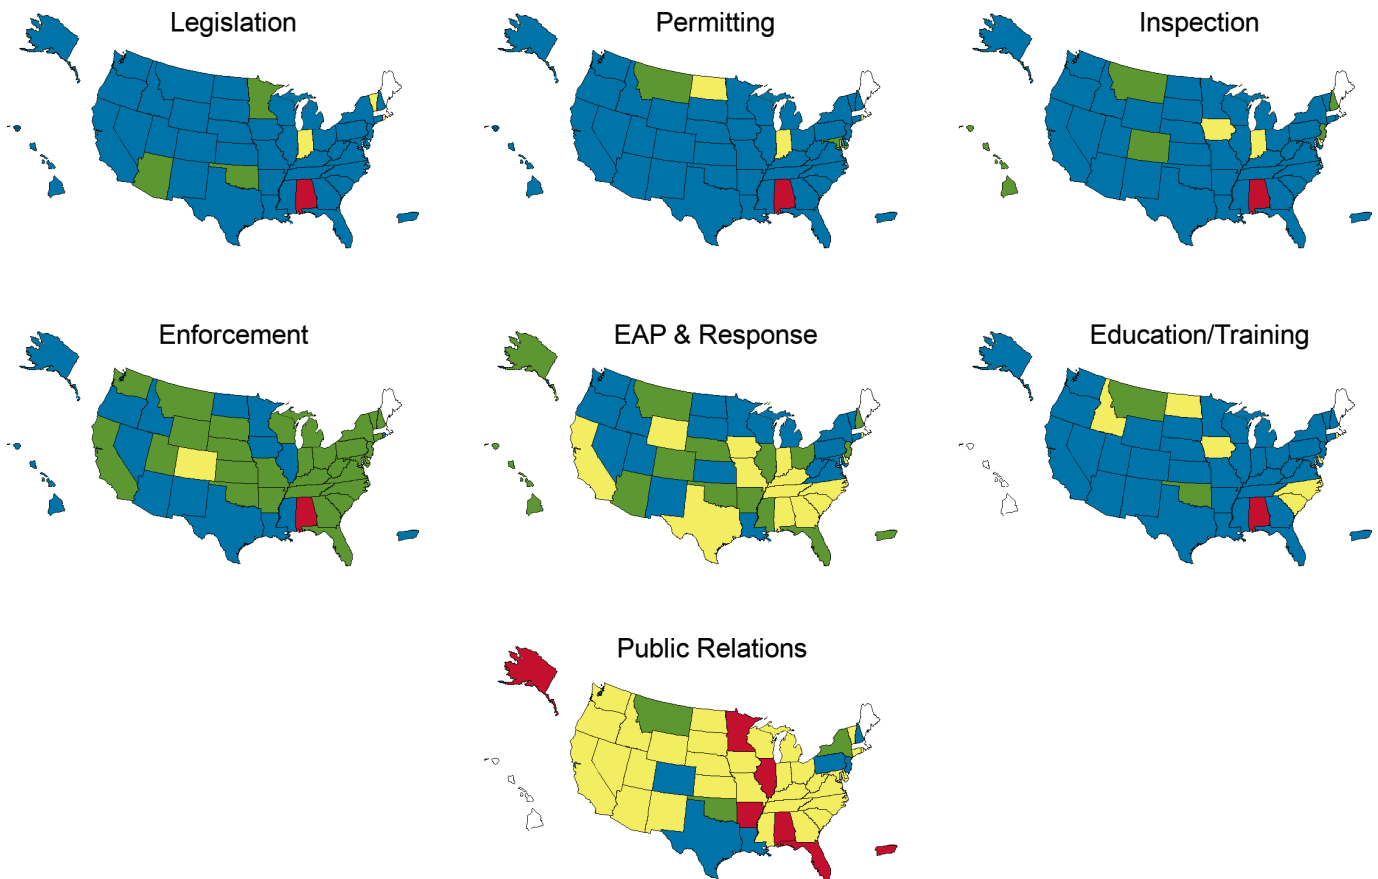 Legislation
Permitting
Inspection
Enforcement
EAP & Response
Education/Training
Public Relations